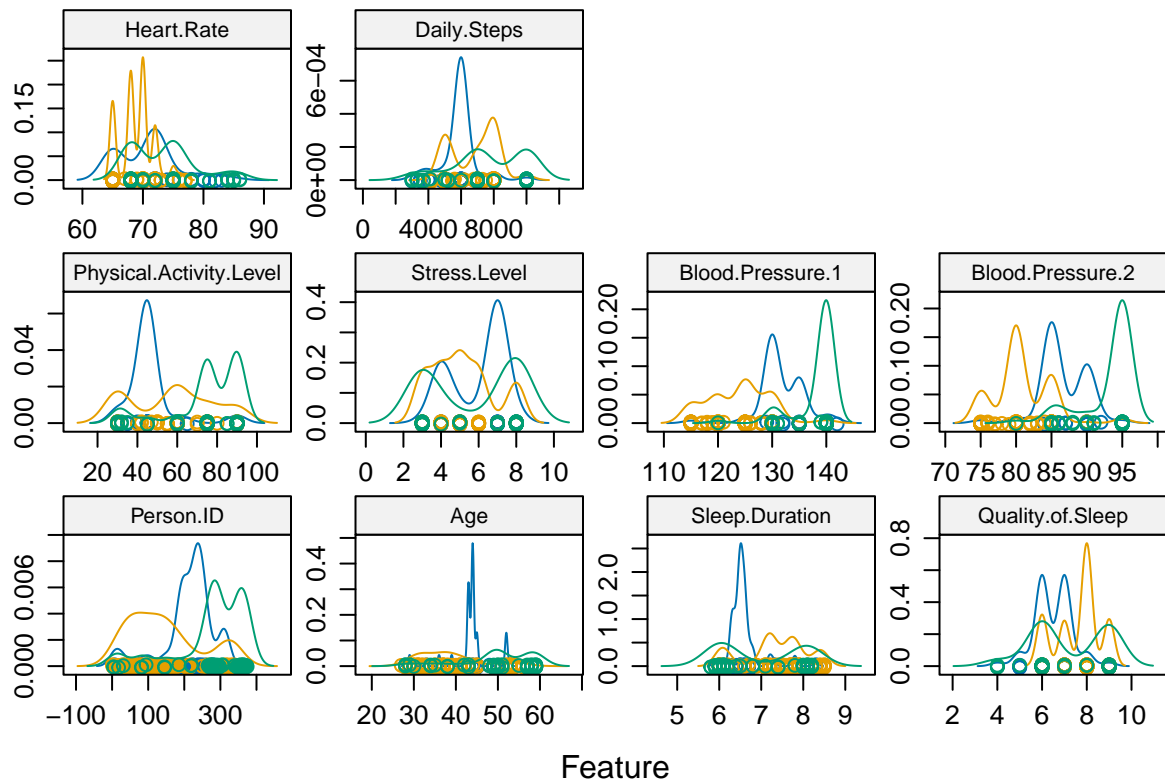 Heart.Rate
Daily.Steps
0.00 0.15
0e+00 6e−04
60 70 80 90
0 4000 8000
Physical.Activity.Level
Stress.Level
Blood.Pressure.1
Blood.Pressure.2
0.00 0.04
0.0 0.2 0.4
0.00 0.10 0.20
0.00 0.10 0.20
20 40 60 80 100
0 2 4 6 8 10
110 120 130 140
70 75 80 85 90 95
Person.ID
Age
Sleep.Duration
Quality.of.Sleep
0.000 0.006
0.0 0.2 0.4
0.0 1.0 2.0
0.0 0.4 0.8
−100 100 300
20 30 40 50 60
5 6 7 8 9
2 4 6 8 10
Feature